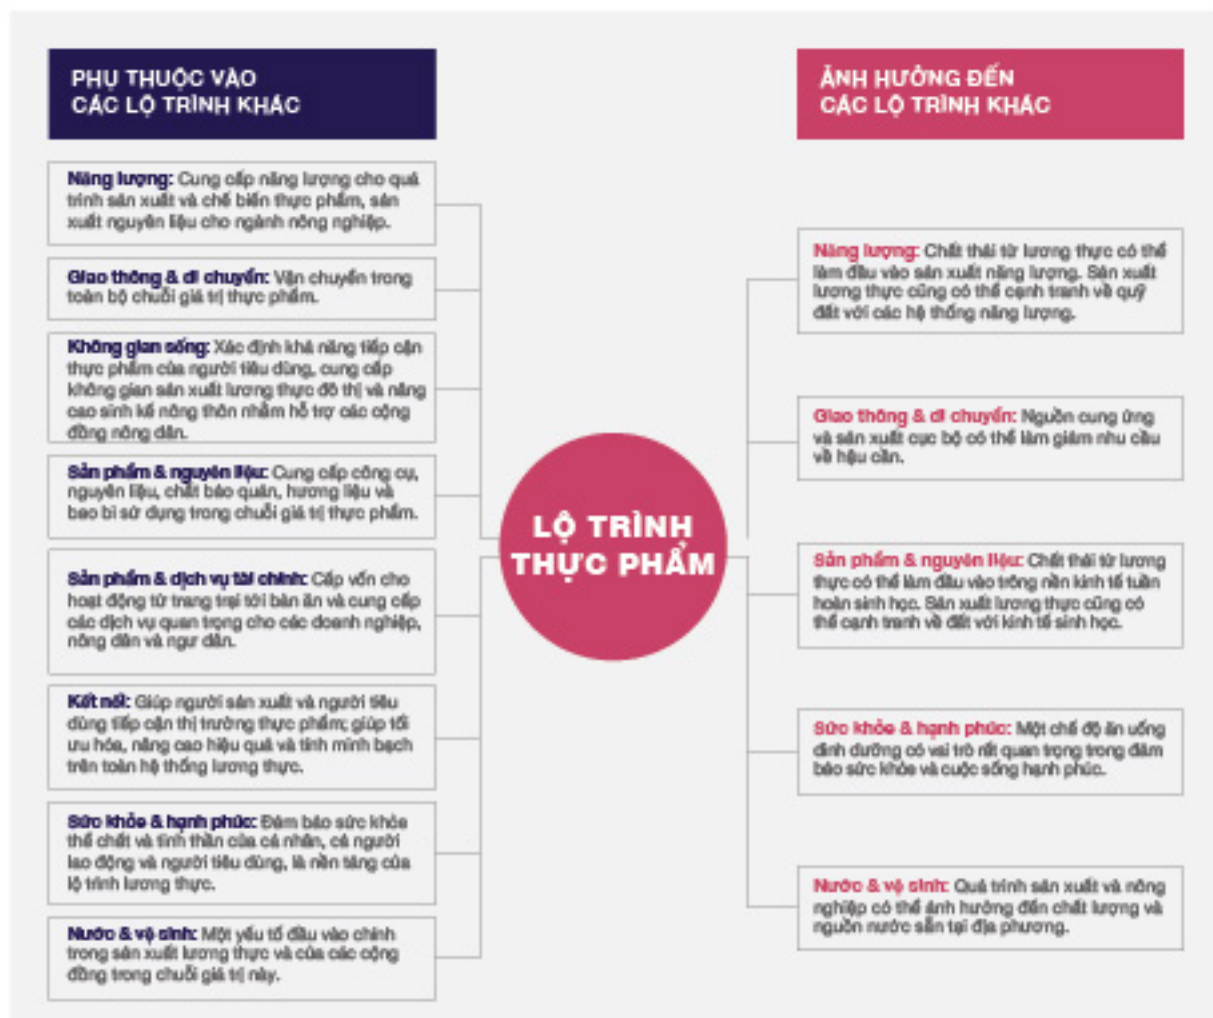 PHỤ THUỘC VÀO
CÁC LỘ TRÌNH KHÁC
Năng lượng: Cung cấp năng lượng cho quá
trình sản xuất và chế biến thực phẩm, sản
xuất nguyên liệu cho ngành nông nghiệp.
Giao thông & di chuyển: Vận chuyển trong
toàn bộ chuỗi giá trị thực phẩm.
Không gian sống: Xác định khả năng tiếp cận
thực phẩm của người tiêu dùng, cung cấp
không gian sản xuất lương thực đô thị và nâng
cao sinh kế nông thôn nhằm hỗ trợ các cộng
đồng nông dân.
Sản phẩm & nguyên liệu: Cung cấp công cụ,
nguyên liệu, chất bảo quản, hương liệu và
bao bì sử dụng trong chuỗi giá trị thực phẩm.
Sản phẩm & dịch vụ tài chính: Cấp vốn cho
hoạt động từ trang trại tới bàn ăn và cung cấp
các dịch vụ quan trọng cho các doanh nghiệp,
nông dân và ngư dân.
Kết nối: Giúp người sản xuất và người tiêu
dùng tiếp cận thị trường thực phẩm; giúp tối
ưu hóa, nâng cao hiệu quả và tính minh bạch
trên toàn hệ thống lương thực.
Sức khỏe & hạnh phúc: Đảm bảo sức khỏe
thể chất và tinh thần của cá nhân, cả người
lao động và người tiêu dùng, là nền tảng của
lộ trình lương thực.
Nước & vệ sinh: Một yếu tố đầu vào chính
trong sản xuất lương thực và của các cộng
đồng trong chuỗi giá trị này.
LỘ TRÌNH
THỰC PHẨM
ẢNH HƯỞNG ĐẾN
CÁC LỘ TRÌNH KHÁC
Năng lượng: Chất thải từ lương thực có thể
làm đầu vào sản xuất năng lượng. Sản xuất
lương thực cũng có thể cạnh tranh về quỹ
đất với các hệ thống năng lượng.
Giao thông & di chuyển: Nguồn cung ứng
và sản xuất cục bộ có thể làm giảm nhu cầu
về hậu cần.
Sản phẩm & nguyên liệu: Chất thải từ lương
thực có thể làm đầu vào trông nền kinh tế tuần
hoàn sinh học. Sản xuất lương thực cũng có
thể cạnh tranh về đất với kinh tế sinh học.
Sức khỏe & hạnh phúc: Một chế độ ăn uống
dinh dưỡng có vai trò rất quan trọng trong đảm
bảo sức khỏe và cuộc sống hạnh phúc.
Nước & vệ sinh: Quá trình sản xuất và nông
nghiệp có thể ảnh hưởng đến chất lượng và
nguồn nước sẵn tại địa phương.